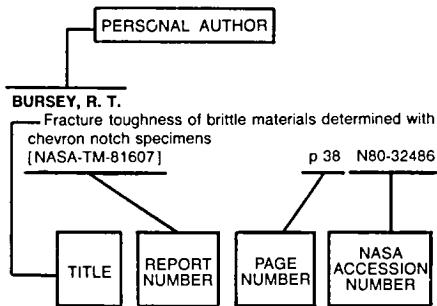 PERSONAL AUTHOR
BURSEY, R. T.
Fracture toughness of brittle materials determined with
chevron notch specimens
[NASA-TM-81607] p 38 N80-32486
TITLE
REPORT
NUMBER
PAGE
NUMBER
NASA
ACCESSION
NUMBER